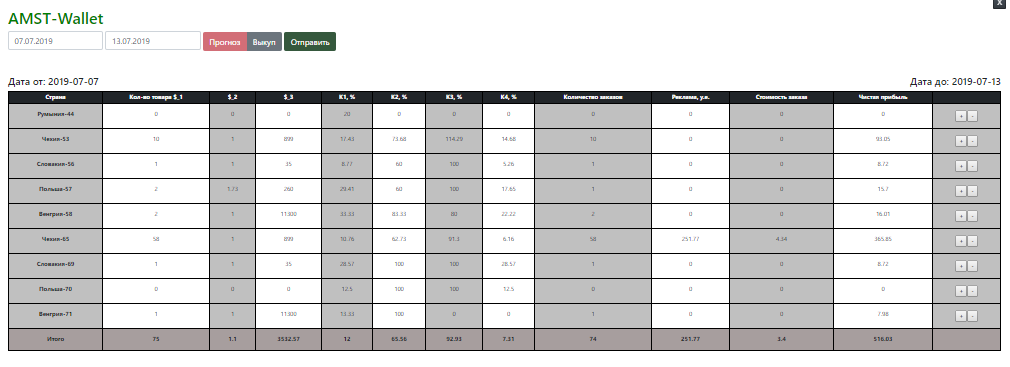 x
AMST-Wallet
07.07.2019 13.07.2019 Прогноз Выкуп Отправить
Дата от: 2019-07-07 Дата до: 2019-07-13
Страна Кол-во товара $_1 $_2 $_3 K1, % K2, % K3, % K4, % Количество заказов Реклама, у.е. Стоимость заказа Чистая прибыль
Румыния-44 0 0 0 20 0 0 0 0 0 0 0 + -
Чехия-53 10 1 899 17.43 73.68 114.29 14.68 10 0 0 93.05 + -
Словакия-56 1 1 35 8.77 60 100 5.26 1 0 0 8.72 + -
Польша-57 2 1.73 260 29.41 60 100 17.65 1 0 0 15.7 + -
Венгрия-58 2 1 11300 33.33 83.33 80 22.22 2 0 0 16.01 + -
Чехия-65 58 1 899 10.76 62.73 91.3 6.16 58 251.77 4.34 365.85 + -
Словакия-69 1 1 35 28.57 100 100 28.57 1 0 0 8.72 + -
Польша-70 0 0 0 12.5 100 100 12.5 0 0 0 0 + -
Венгрия-71 1 1 11300 13.33 100 0 0 1 0 0 7.98 + -
Итого 75 1.1 3532.57 12 65.56 92.93 7.31 74 251.77 3.4 516.03